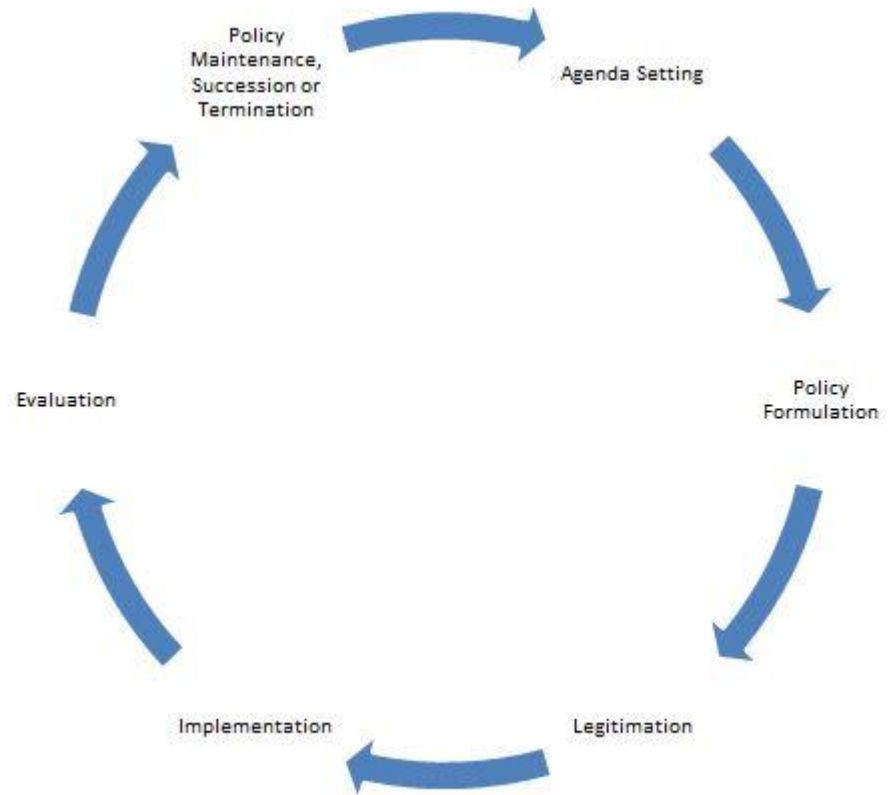 Policy
Maintenance,
Succession or
Termination
Agenda Setting
Policy
Formulation
Legitimation
Implementation
Evaluation